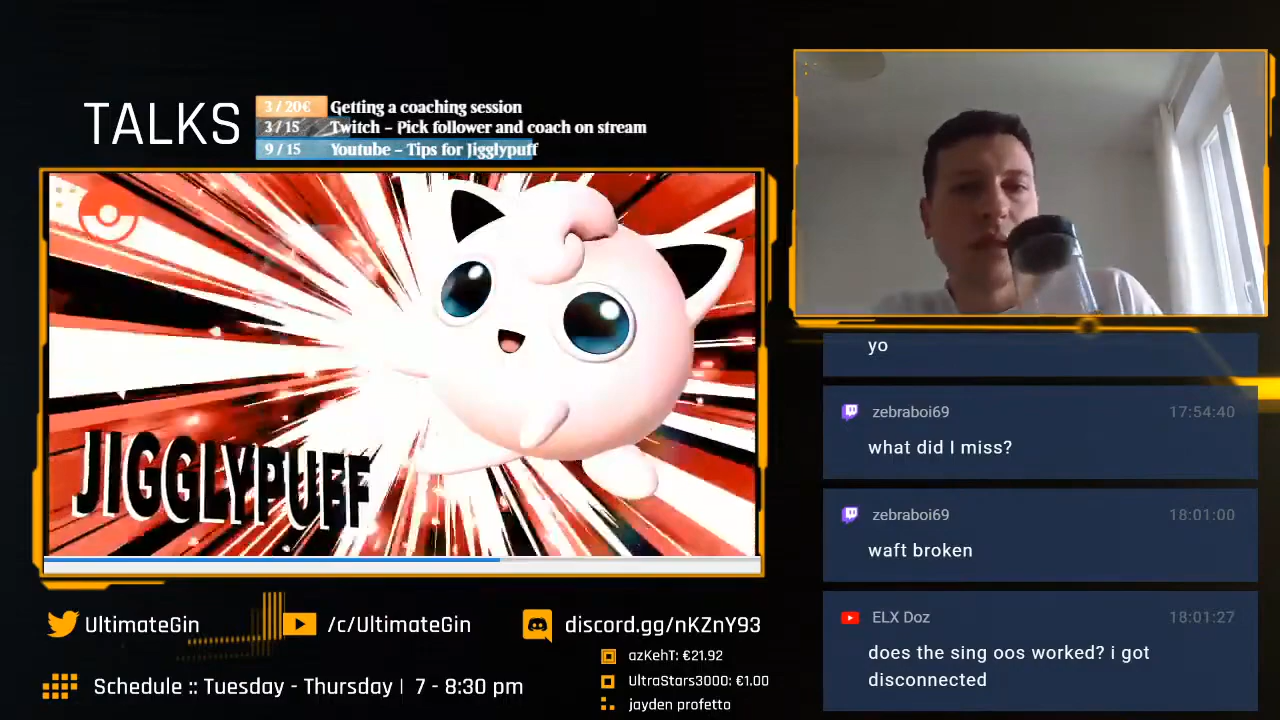 TALKS
3 / 20€ Getting a coaching session
3 / 15 Twitch – Pick follower and coach on stream
9 / 15 Youtube – Tips for Jigglypuff
JIGGLYPUFF
yo
zebraboi69 17:54:40
what did I miss?
zebraboi69 18:01:00
waft broken
ELX Doz 18:01:27
does the sing oos worked? i got
disconnected
UltimateGin
/c/UltimateGin
discord.gg/nKZnY93
azKehT: €21.92
UltraStars3000: €1.00
jayden profetto
Schedule :: Tuesday - Thursday | 7 - 8:30 pm